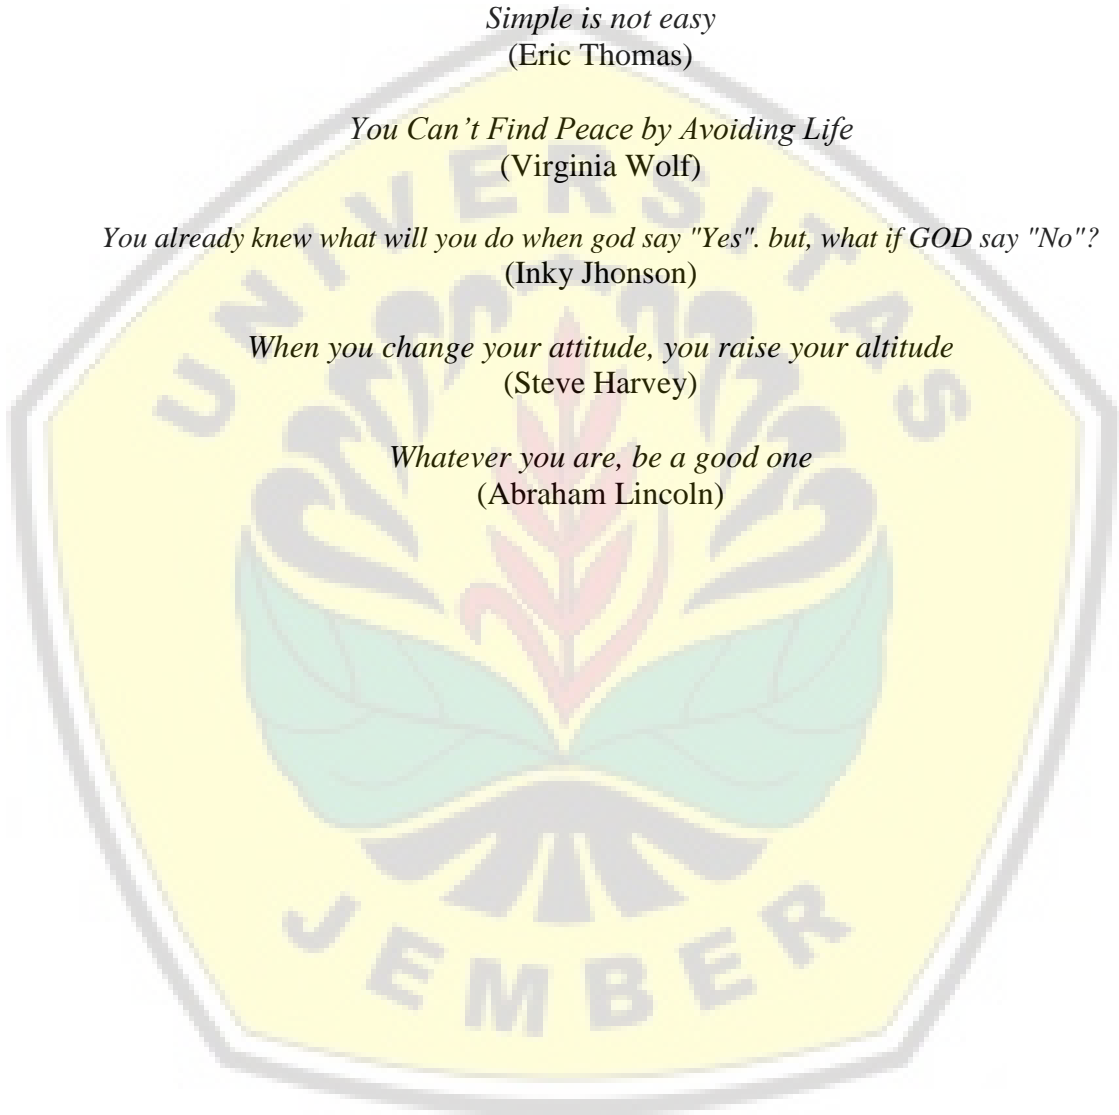 Simple is not easy
(Eric Thomas)
You Can’t Find Peace by Avoiding Life
(Virginia Wolf)
You already knew what will you do when god say "Yes". but, what if GOD say "No"?
(Inky Jhonson)
When you change your attitude, you raise your altitude
(Steve Harvey)
Whatever you are, be a good one
(Abraham Lincoln)
UNIVERSITAS
JEMBER